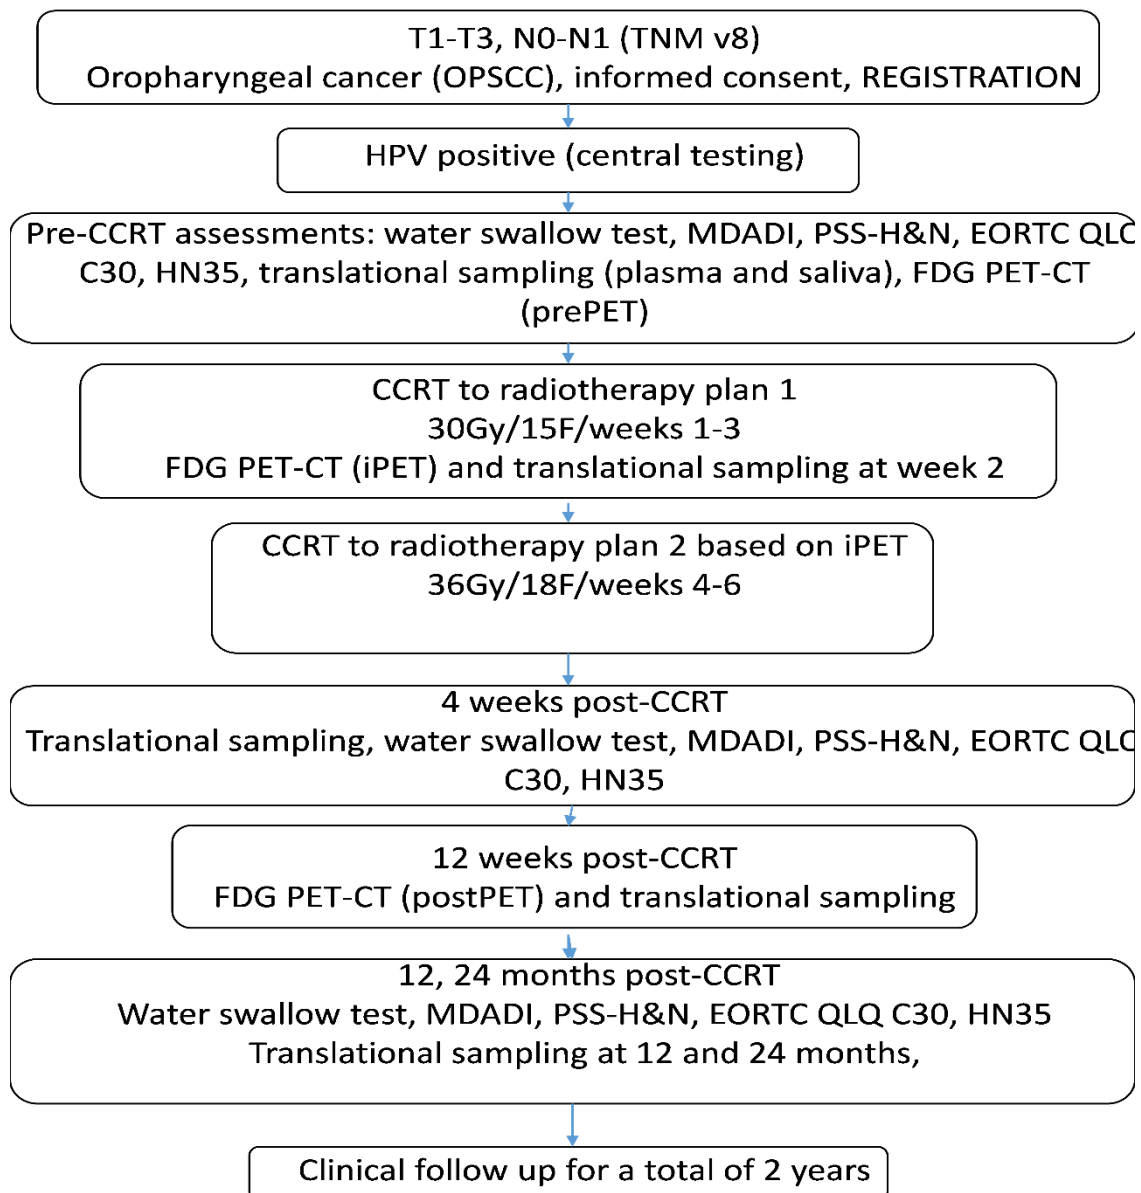 T1-T3, N0-N1 (TNM v8)
Oropharyngeal cancer (OPSCC), informed consent, REGISTRATION
HPV positive (central testing)
Pre-CCRT assessments: water swallow test, MDADI, PSS-H&N, EORTC QLC
C30, HN35, translational sampling (plasma and saliva), FDG PET-CT
(prePET)
CCRT to radiotherapy plan 1
30Gy/15F/weeks 1-3
FDG PET-CT (iPET) and translational sampling at week 2
CCRT to radiotherapy plan 2 based on iPET
36Gy/18F/weeks 4-6
4 weeks post-CCRT
Translational sampling, water swallow test, MDADI, PSS-H&N, EORTC QLC
C30, HN35
12 weeks post-CCRT
FDG PET-CT (postPET) and translational sampling
12, 24 months post-CCRT
Water swallow test, MDADI, PSS-H&N, EORTC QLQ C30, HN35
Translational sampling at 12 and 24 months,
Clinical follow up for a total of 2 years